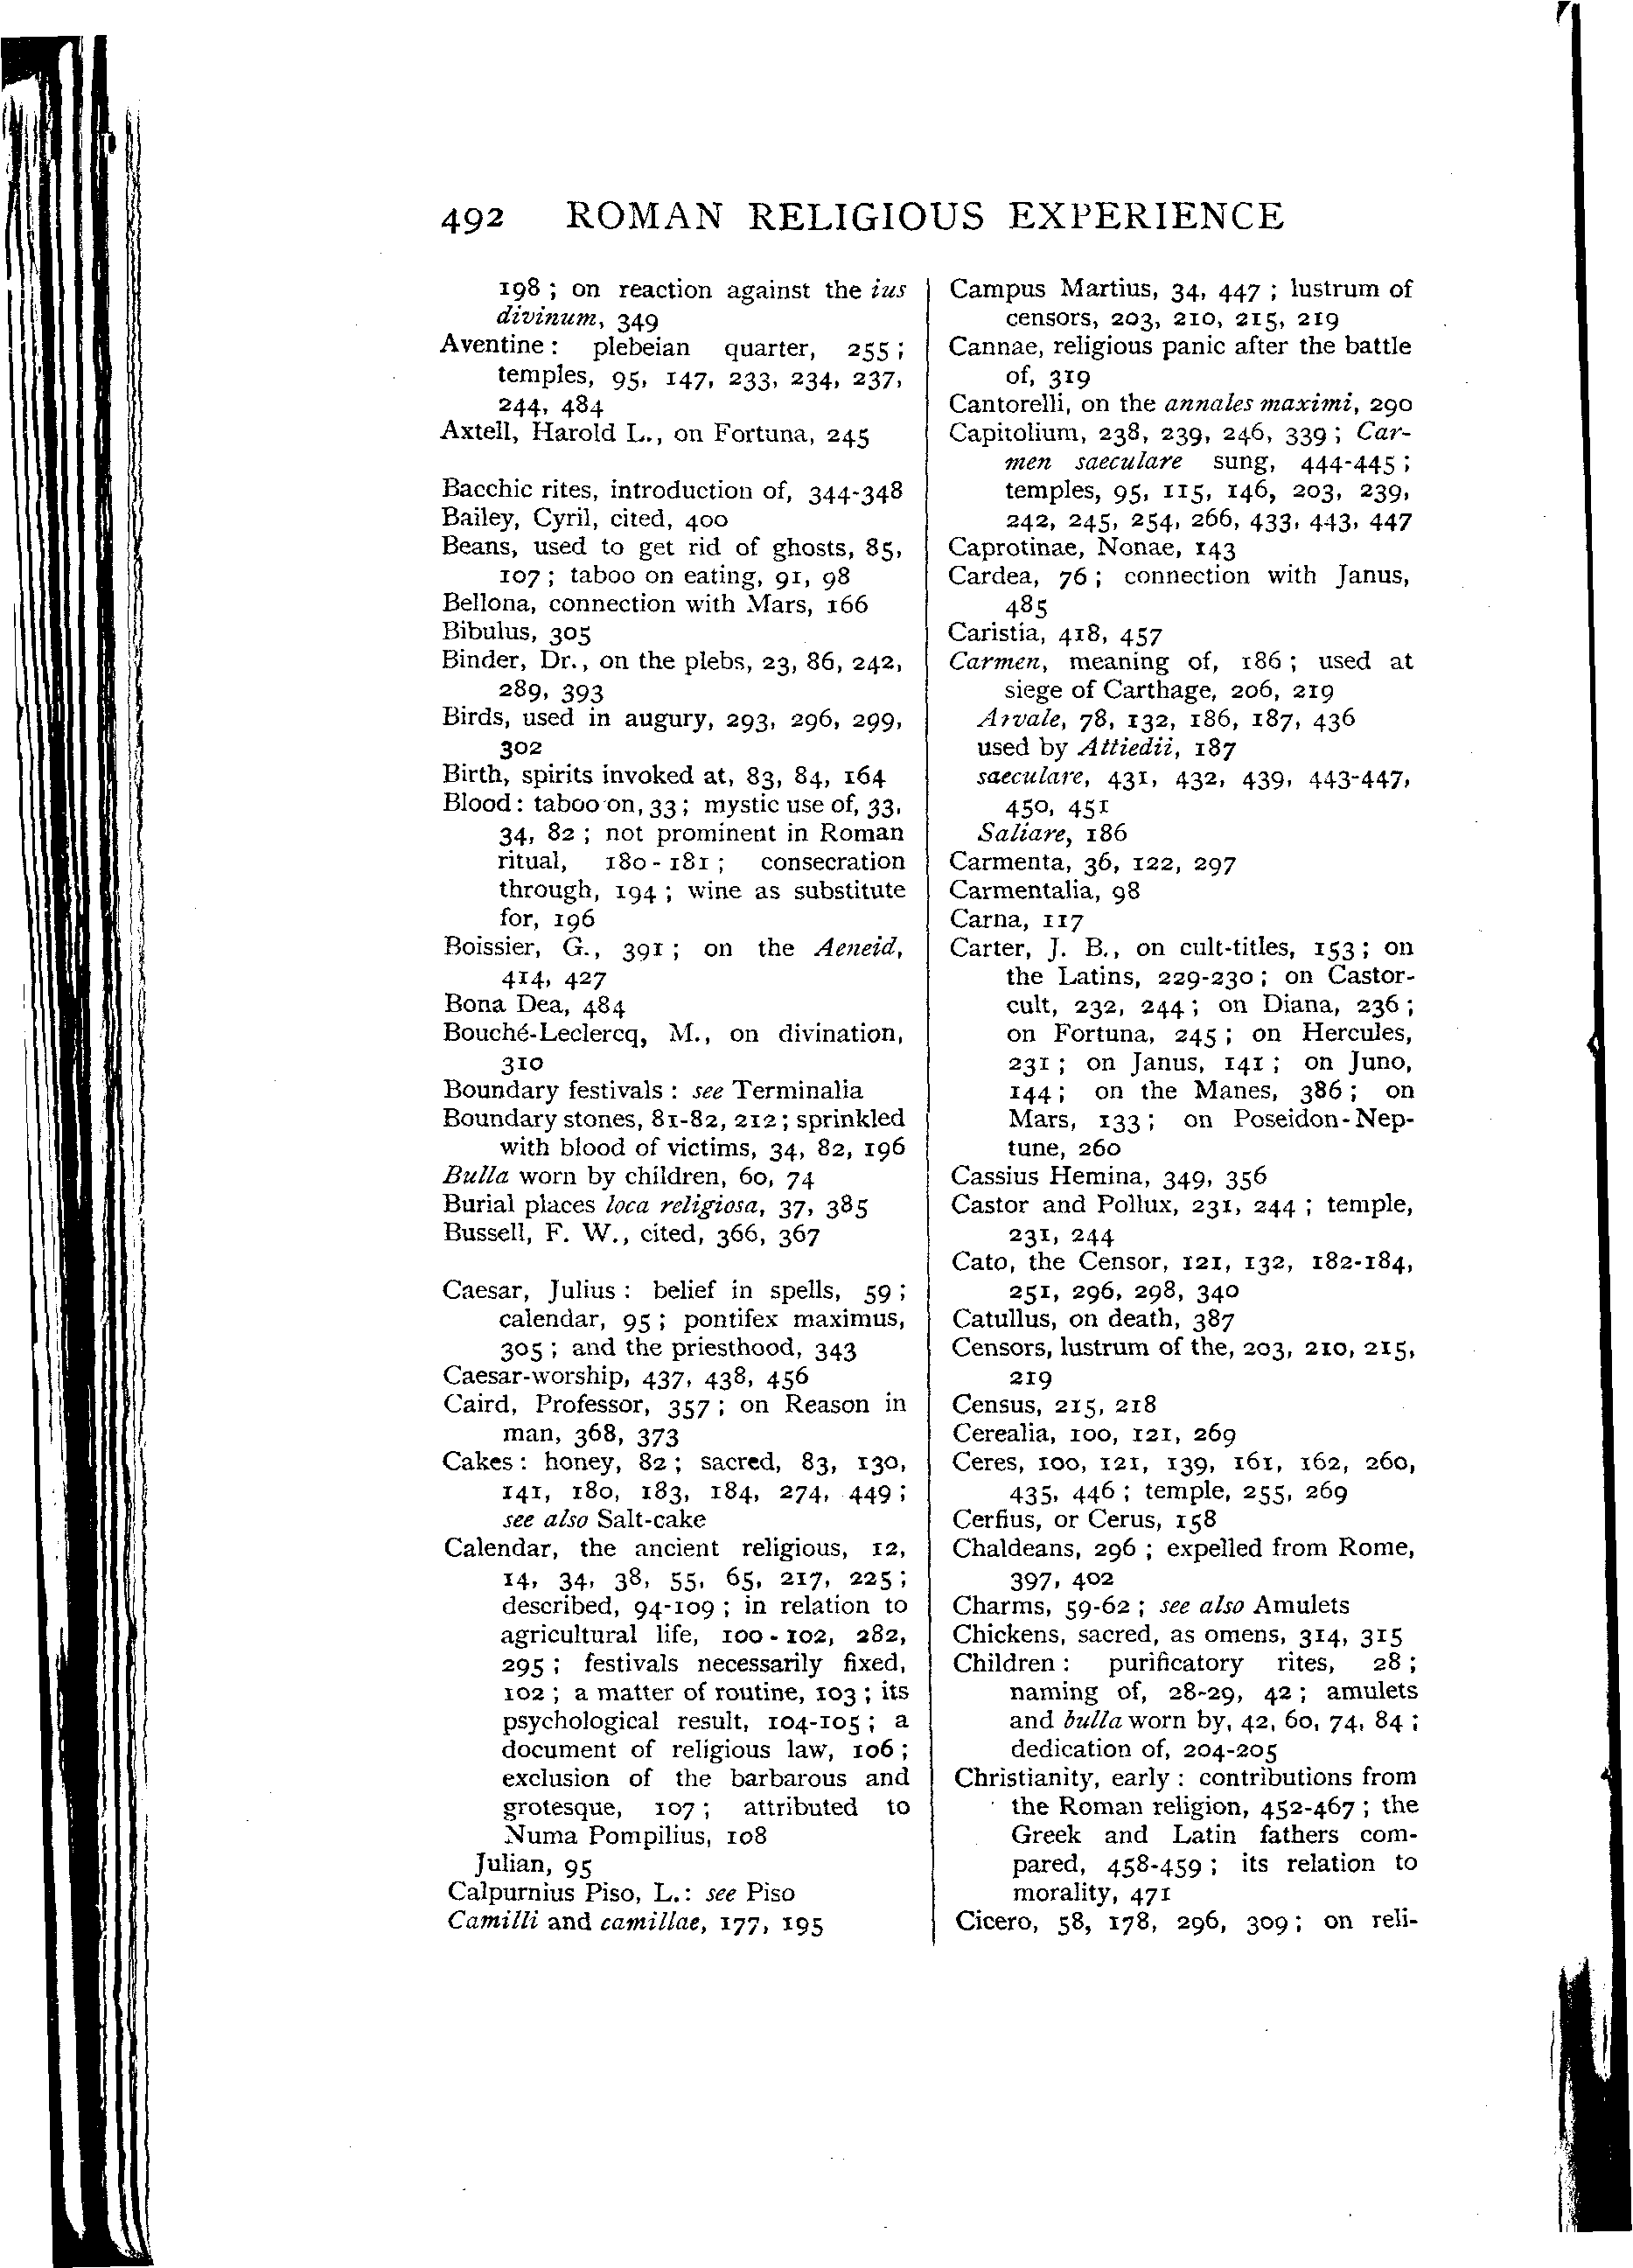 492 ROMAN RELIGIOUS EXPERIENCE
198 ; on reaction against the ius
divinum, 349
Aventine : plebeian quarter, 255 ;
temples, 95, 147, 233, 234, 237,
244, 484
Axtell, Harold L., on Fortuna, 245
Bacchic rites, introduction of, 344-348
Bailey, Cyril, cited, 400
Beans, used to get rid of ghosts, 85,
107 ; taboo on eating, 91, 98
Bellona, connection with Mars, 166
Bibulus, 305
Binder, Dr., on the plebs, 23, 86, 242,
289, 393
Birds, used in augury, 293, 296, 299,
302
Birth, spirits invoked at, 83, 84, 164
Blood : taboo on, 33 ; mystic use of, 33,
34, 82 ; not prominent in Roman
ritual, 180-181 ; consecration
through, 194 ; wine as substitute
for, 196
Boissier, G., 391 ; on the Aeneid,
414, 427
Bona Dea, 484
Bouché-Leclercq, M., on divination,
310
Boundary festivals : see Terminalia
Boundary stones, 81-82, 212 ; sprinkled
with blood of victims, 34, 82, 196
Bulla worn by children, 60, 74
Burial places loca religiosa, 37, 385
Bussell, F. W., cited, 366, 367
Caesar, Julius : belief in spells, 59 ;
calendar, 95 ; pontifex maximus,
305 ; and the priesthood, 343
Caesar-worship, 437, 438, 456
Caird, Professor, 357 ; on Reason in
man, 368, 373
Cakes : honey, 82 ; sacred, 83, 130,
141, 180, 183, 184, 274, 449 ;
see also Salt-cake
Calendar, the ancient religious, 12,
14, 34, 38, 55, 65, 217, 225 ;
described, 94-109 ; in relation to
agricultural life, 100-102, 282,
295 ; festivals necessarily fixed,
102 ; a matter of routine, 103 ; its
psychological result, 104-105 ; a
document of religious law, 106 ;
exclusion of the barbarous and
grotesque, 107 ; attributed to
Numa Pompilius, 108
Julian, 95
Calpurnius Piso, L. : see Piso
Camilli and camillae, 177, 195
Campus Martius, 34, 447 ; lustrum of
censors, 203, 210, 215, 219
Cannae, religious panic after the battle
of, 319
Cantorelli, on the annales maximi, 290
Capitolium, 238, 239, 246, 339 ; Car-
men saeculare sung, 444-445 ;
temples, 95, 115, 146, 203, 239,
242, 245, 254, 266, 433, 443, 447
Caprotinae, Nonae, 143
Cardea, 76 ; connection with Janus,
485
Caristia, 418, 457
Carmen, meaning of, 186 ; used at
siege of Carthage, 206, 219
Arvale, 78, 132, 186, 187, 436
used by Attiedii, 187
saeculare, 431, 432, 439, 443-447,
450, 451
Saliare, 186
Carmenta, 36, 122, 297
Carmentalia, 98
Carna, 117
Carter, J. B., on cult-titles, 153 ; on
the Latins, 229-230 ; on Castor-
cult, 232, 244 ; on Diana, 236 ;
on Fortuna, 245 ; on Hercules,
231 ; on Janus, 141 ; on Juno,
144 ; on the Manes, 386 ; on
Mars, 133 ; on Poseidon-Nep-
tune, 260
Cassius Hemina, 349, 356
Castor and Pollux, 231, 244 ; temple,
231, 244
Cato, the Censor, 121, 132, 182-184,
251, 296, 298, 340
Catullus, on death, 387
Censors, lustrum of the, 203, 210, 215,
219
Census, 215, 218
Cerealia, 100, 121, 269
Ceres, 100, 121, 139, 161, 162, 260,
435, 446 ; temple, 255, 269
Cerfius, or Cerus, 158
Chaldeans, 296 ; expelled from Rome,
397, 402
Charms, 59-62 ; see also Amulets
Chickens, sacred, as omens, 314, 315
Children : purificatory rites, 28 ;
naming of, 28-29, 42 ; amulets
and bulla worn by, 42, 60, 74, 84 ;
dedication of, 204-205
Christianity, early : contributions from
the Roman religion, 452-467 ; the
Greek and Latin fathers com-
pared, 458-459 ; its relation to
morality, 471
Cicero, 58, 178, 296, 309 ; on reli-